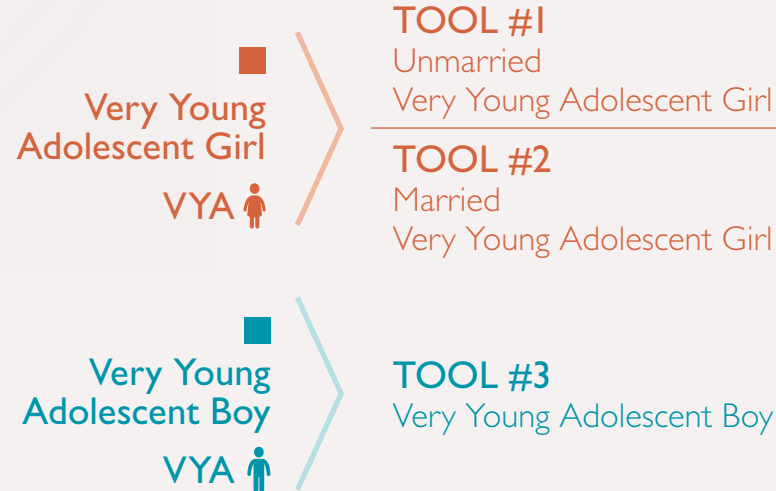 Very Young
Adolescent Girl
VYA
TOOL #1
Unmarried
Very Young Adolescent Girl
TOOL #2
Married
Very Young Adolescent Girl
Very Young
Adolescent Boy
VYA
TOOL #3
Very Young Adolescent Boy